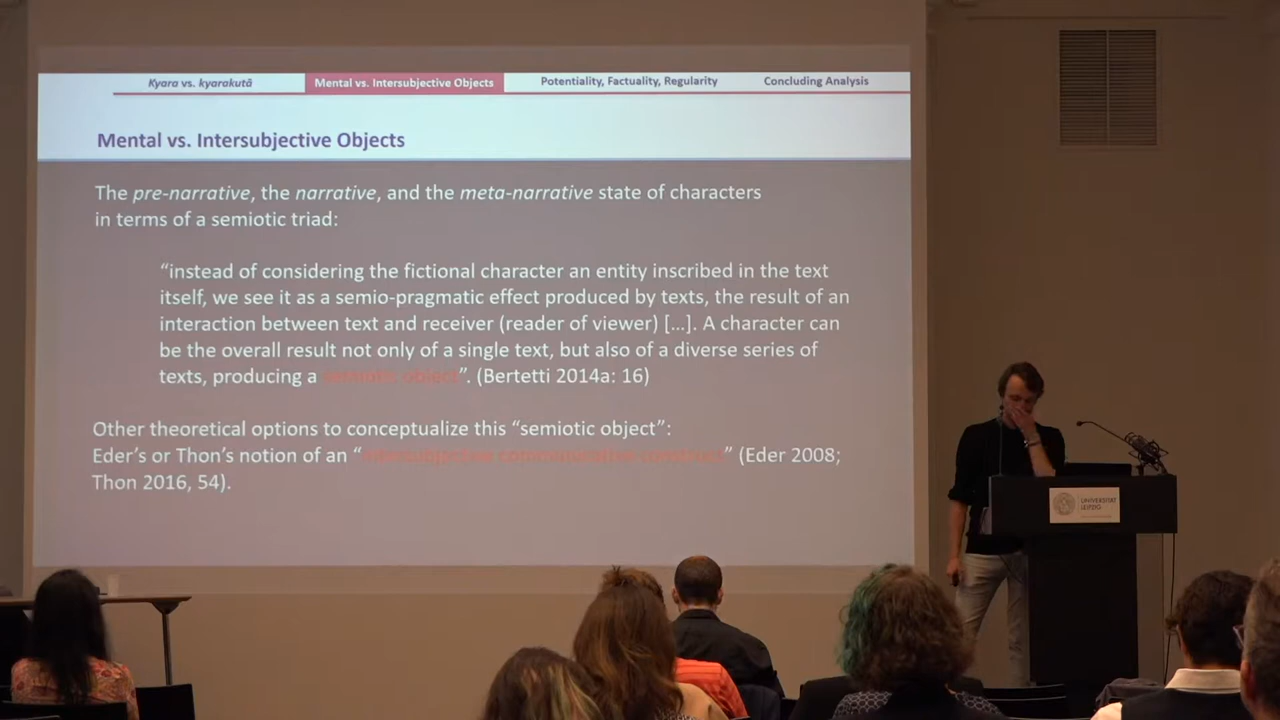 Kyara vs. kyarakutā
Mental vs. Intersubjective Objects
Potentiality, Factuality, Regularity
Concluding Analysis
Mental vs. Intersubjective Objects
The pre-narrative, the narrative, and the meta-narrative state of characters
in terms of a semiotic triad:
“instead of considering the fictional character an entity inscribed in the text
itself, we see it as a semio-pragmatic effect produced by texts, the result of an
interaction between text and receiver (reader of viewer) […]. A character can
be the overall result not only of a single text, but also of a diverse series of
texts, producing a semiotic object”. (Bertetti 2014a: 16)
Other theoretical options to conceptualize this “semiotic object”:
Eder’s or Thon’s notion of an “intersubjective communicative construct” (Eder 2008;
Thon 2016, 54).
UNIVERSITÄT
LEIPZIG